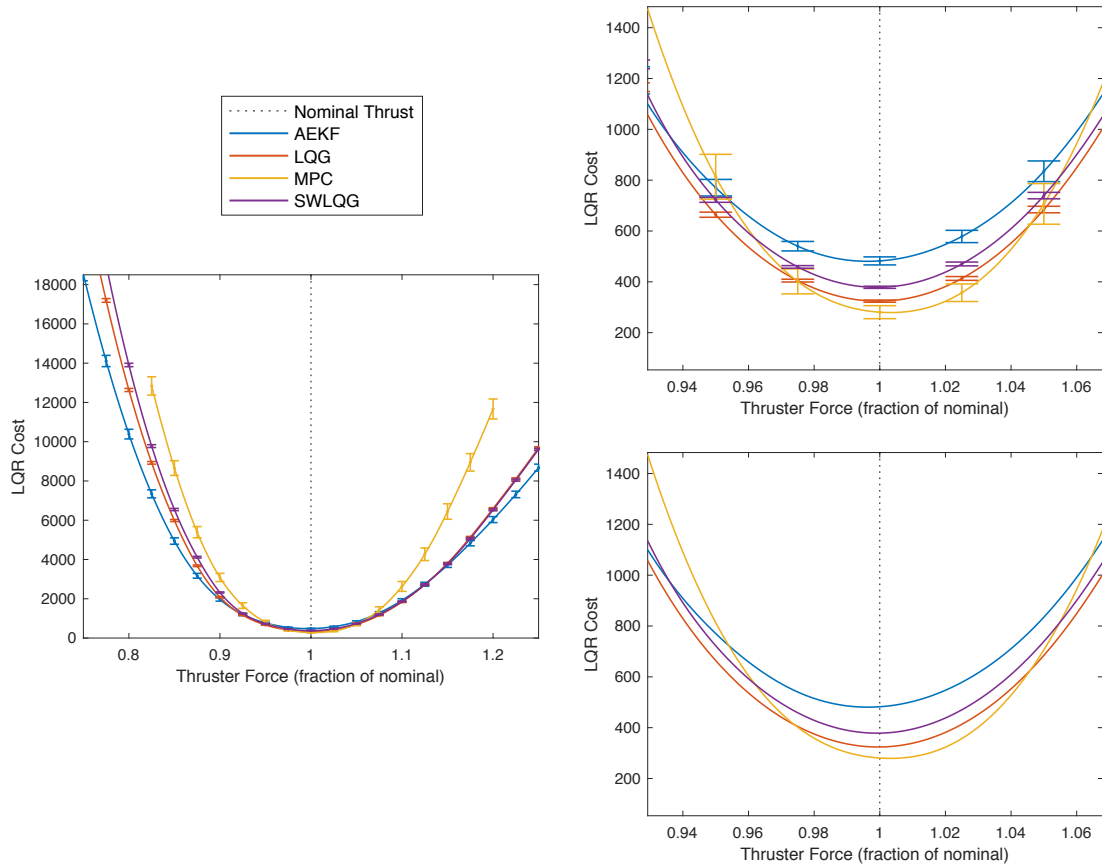 Nominal Thrust
AEKF
LQG
MPC
SWLQG
18000
16000
14000
12000
10000
8000
6000
4000
2000
0
LQR Cost
0.8 0.9 1 1.1 1.2
Thruster Force (fraction of nominal)
1400
1200
1000
800
600
400
200
LQR Cost
0.94 0.96 0.98 1 1.02 1.04 1.06
Thruster Force (fraction of nominal)
1400
1200
1000
800
600
400
200
LQR Cost
0.94 0.96 0.98 1 1.02 1.04 1.06
Thruster Force (fraction of nominal)